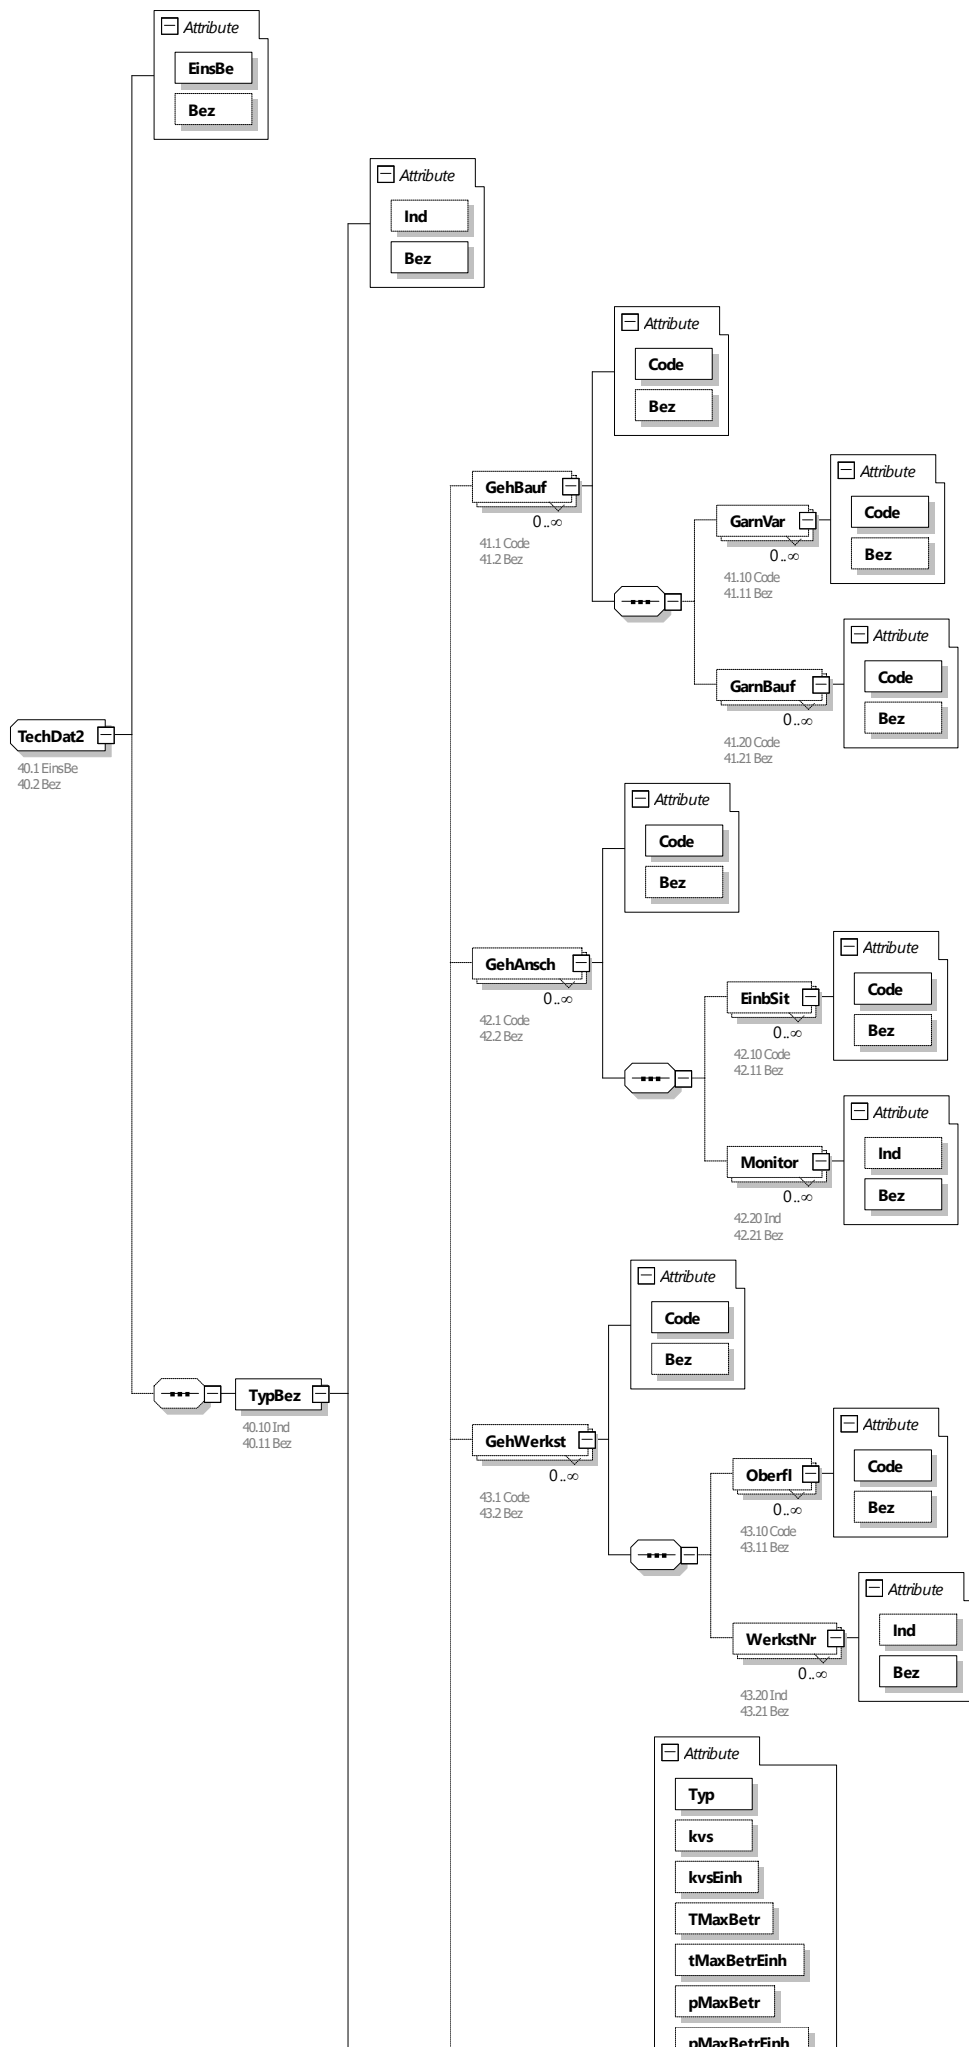 Attribute
EinsBe
Bez
Attribute
Ind
Bez
Attribute
Code
Bez
GehBauf
0..∞
41.1 Code
41.2 Bez
Attribute
Code
Bez
GarnVar
0..∞
41.10 Code
41.11 Bez
Attribute
Code
Bez
GarnBauf
0..∞
41.20 Code
41.21 Bez
TechDat2
40.1 EinsBe
40.2 Bez
Attribute
Code
Bez
GehAnsch
0..∞
42.1 Code
42.2 Bez
Attribute
Code
Bez
EinbSit
0..∞
42.10 Code
42.11 Bez
Attribute
Ind
Bez
Monitor
0..∞
42.20 Ind
42.21 Bez
Attribute
Code
Bez
TypBez
40.10 Ind
40.11 Bez
GehWerkst
0..∞
43.1 Code
43.2 Bez
Attribute
Code
Bez
Oberfl
0..∞
43.10 Code
43.11 Bez
Attribute
Ind
Bez
WerkstNr
0..∞
43.20 Ind
43.21 Bez
Attribute
Typ
kvs
kvsEinh
TMaxBetr
tMaxBetrEinh
pMaxBetr
pMaxBetrEinh